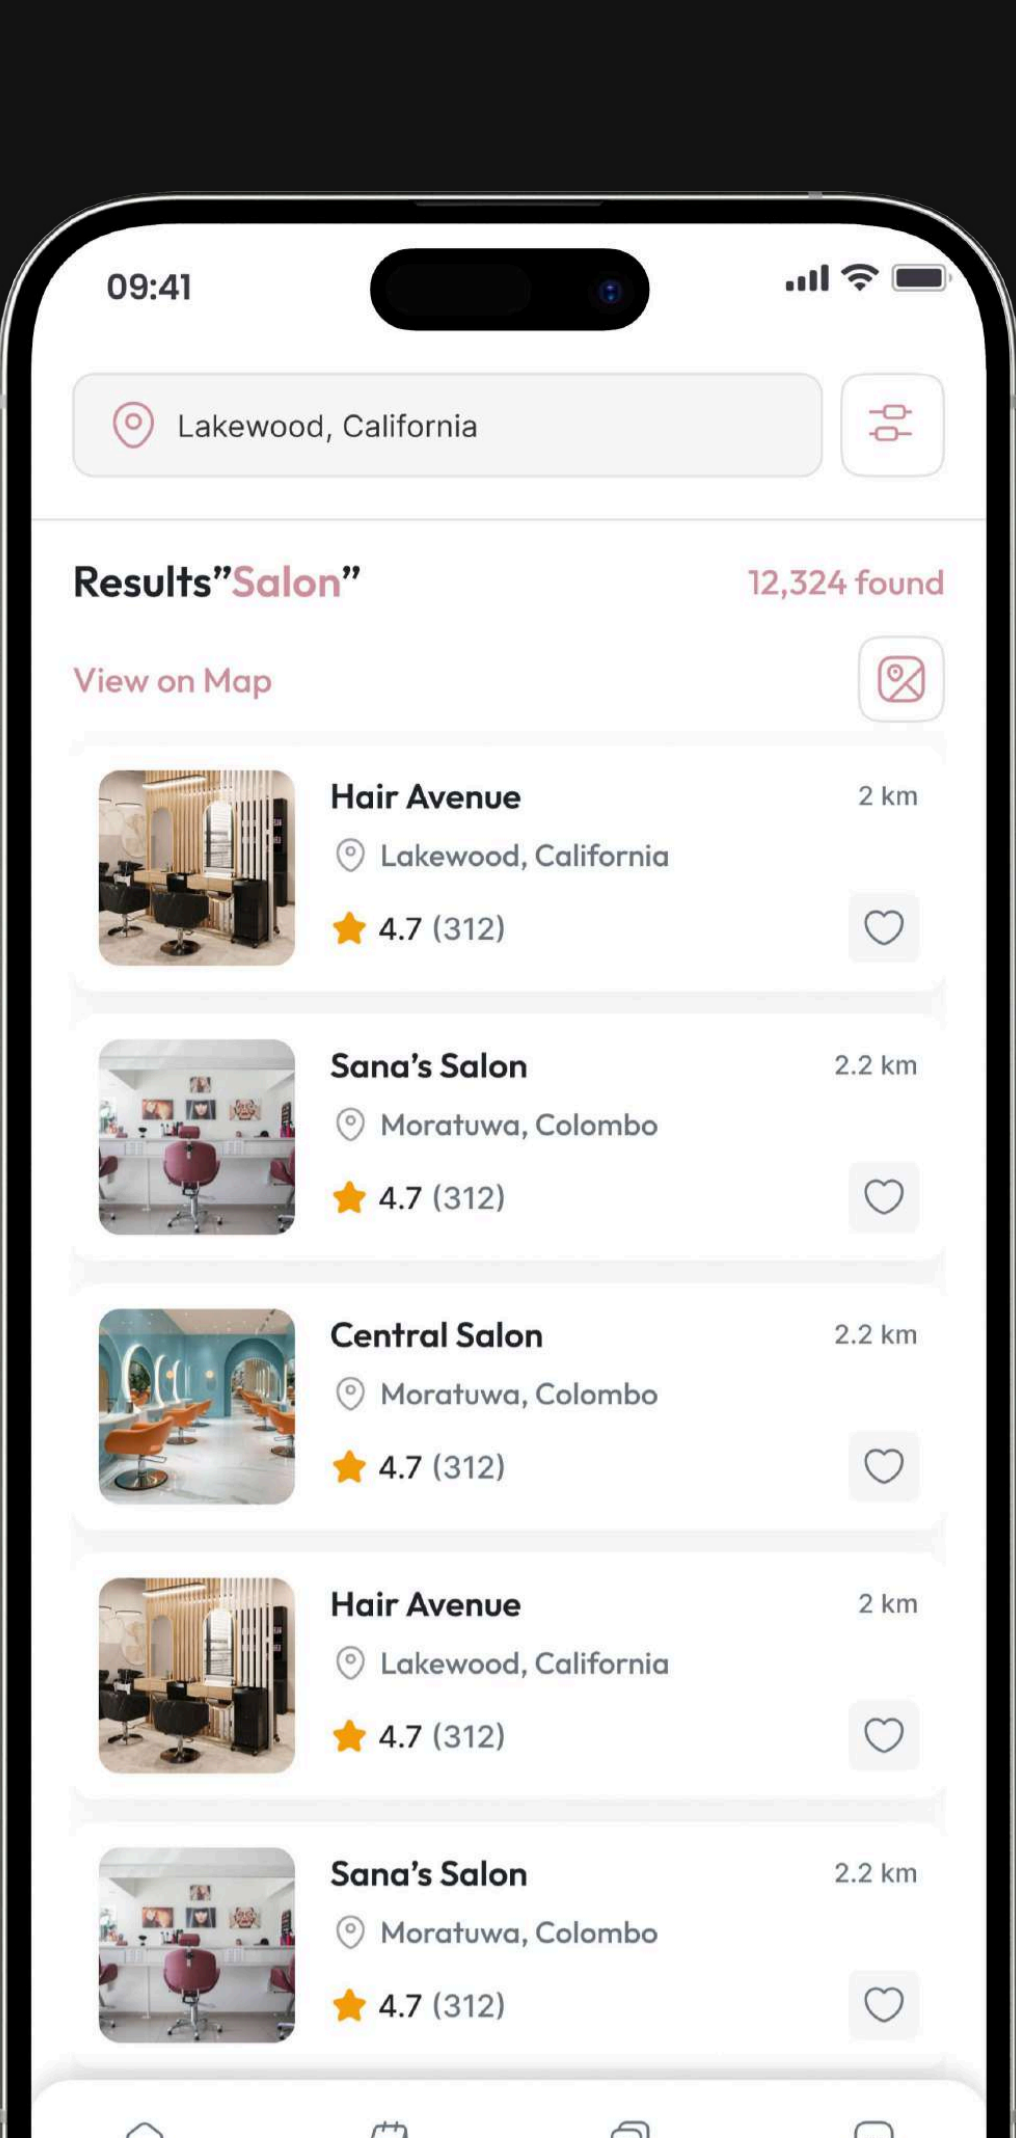 09:41
Lakewood, California
Results”Salon”
12,324 found
View on Map
Hair Avenue
2 km
Lakewood, California
4.7 (312)
Sana’s Salon
2.2 km
Moratuwa, Colombo
4.7 (312)
Central Salon
2.2 km
Moratuwa, Colombo
4.7 (312)
Hair Avenue
2 km
Lakewood, California
4.7 (312)
Sana’s Salon
2.2 km
Moratuwa, Colombo
4.7 (312)